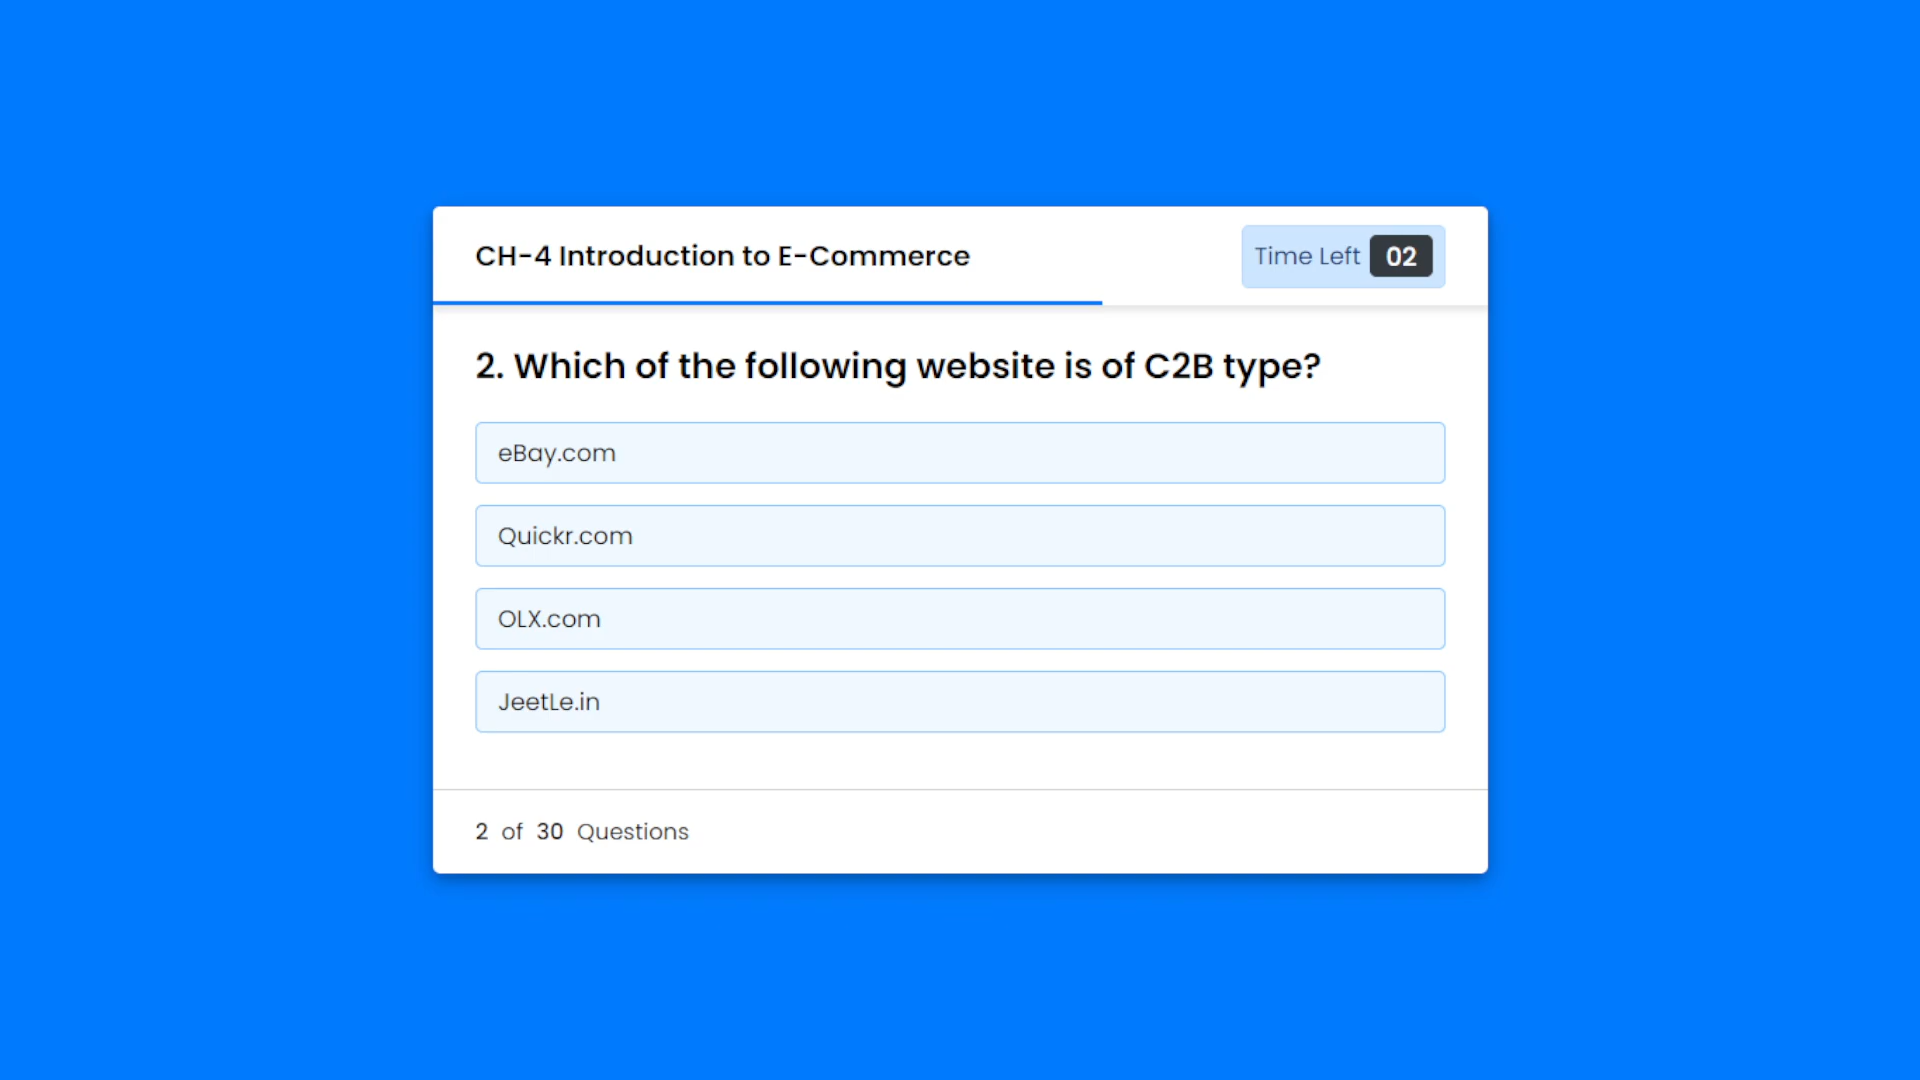 CH-4 Introduction to E-Commerce
Time Left 02
2. Which of the following website is of C2B type?
eBay.com
Quickr.com
OLX.com
JeetLe.in
2 of 30 Questions